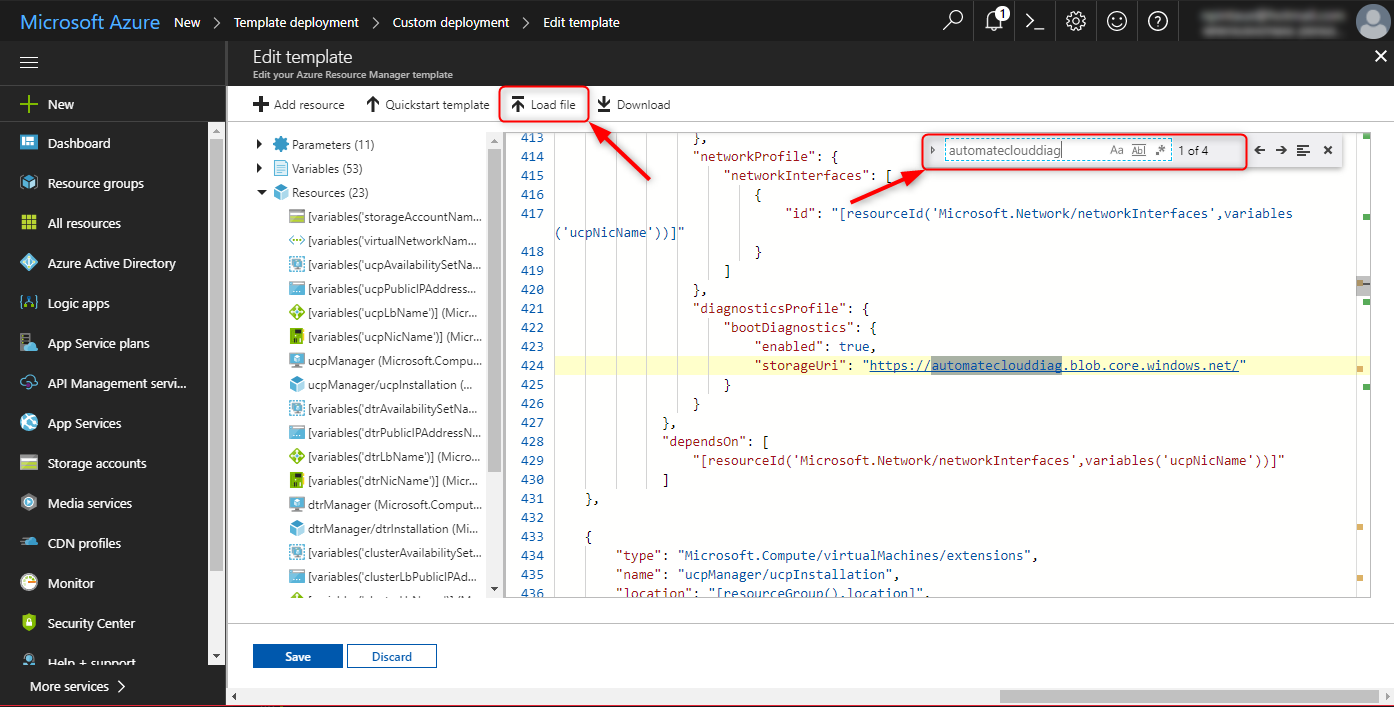 Microsoft Azure New > Template deployment > Custom deployment > Edit template
1
Edit template
Edit your Azure Resource Manager template
New
Dashboard
Resource groups
All resources
Azure Active Directory
Logic apps
App Service plans
API Management servi...
App Services
Storage accounts
Media services
CDN profiles
Monitor
Security Center
Help + support
More services >
Add resource Quickstart template Load file Download
Parameters (11)
Variables (53)
Resources (23)
[variables('storageAccountNam...
[variables('virtualNetworkNam...
[variables('ucpAvailabilitySetNa...
[variables('ucpPublicIPAddress...
[variables('ucpLbName')] (Micr...
[variables('ucpNicName')] (Micr...
ucpManager (Microsoft.Compu...
ucpManager/ucpInstallation (...
[variables('dtrAvailabilitySetNa...
[variables('dtrPublicIPAddressN...
[variables('dtrLbName')] (Micro...
[variables('dtrNicName')] (Micr...
dtrManager (Microsoft.Comput...
dtrManager/dtrInstallation (Mi...
[variables('clusterAvailabilitySet...
[variables('clusterLbPublicIPAd...
automateclouddiag Aa Abl .* 1 of 4
413 },
414 "networkProfile": {
415 "networkInterfaces": [
416 {
417 "id": "[resourceId('Microsoft.Network/networkInterfaces',variables
('ucpNicName'))]"
418 }
419 ]
420 },
421 "diagnosticsProfile": {
422 "bootDiagnostics": {
423 "enabled": true,
424 "storageUri": "https://automateclouddiag.blob.core.windows.net/"
425 }
426 }
427 },
428 "dependsOn": [
429 "[resourceId('Microsoft.Network/networkInterfaces',variables('ucpNicName'))]"
430 ]
431 },
432
433 {
434 "type": "Microsoft.Compute/virtualMachines/extensions",
435 "name": "ucpManager/ucpInstallation",
436 "location": "[resourceGroup().location]",
Save Discard